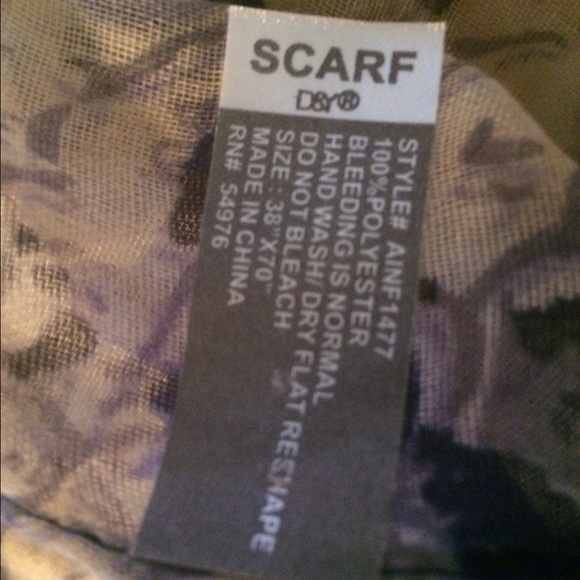 SCARF
D&Y®
STYLE# AINF1477
100%POLYESTER
BLEEDING IS NORMAL
HAND WASH/ DRY FLAT RESHAPE
DO NOT BLEACH
SIZE : 38"X70"
MADE IN CHINA
RN# 54976